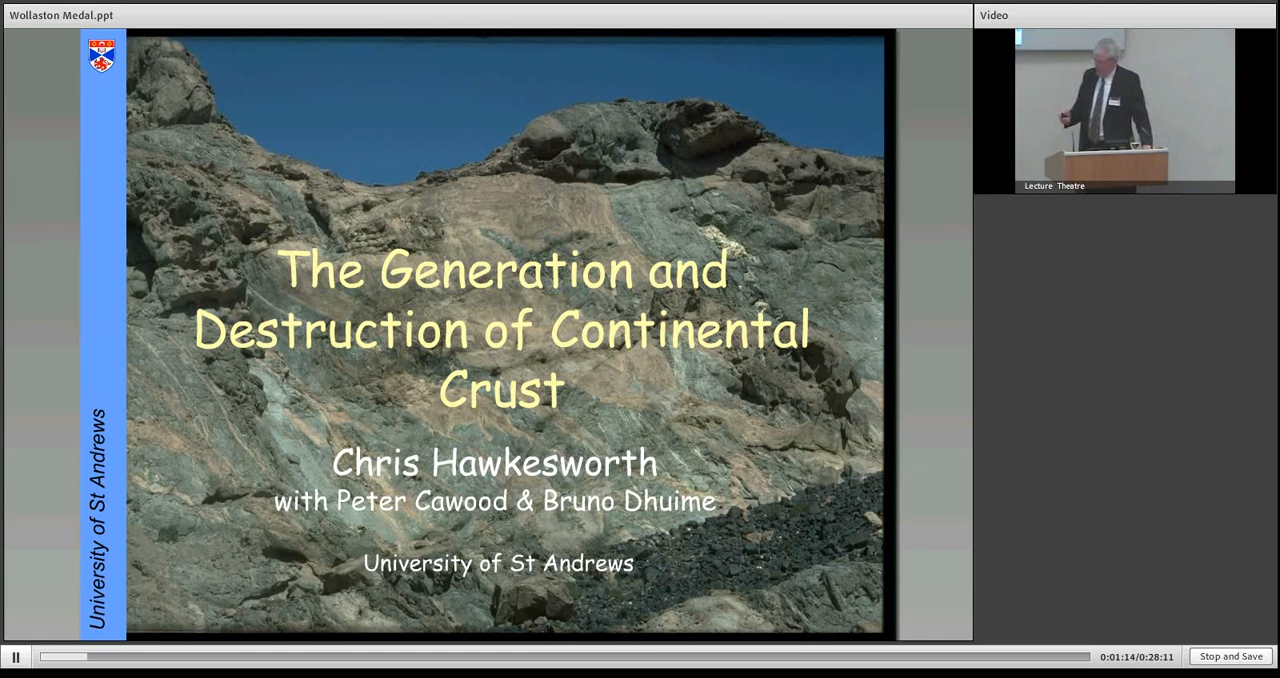 Wollaston Medal.ppt
Video
Lecture Theatre
University of St Andrews
The Generation and
Destruction of Continental
Crust
Chris Hawkesworth
with Peter Cawood & Bruno Dhuime
University of St Andrews
0:01:14/0:28:11
Stop and Save